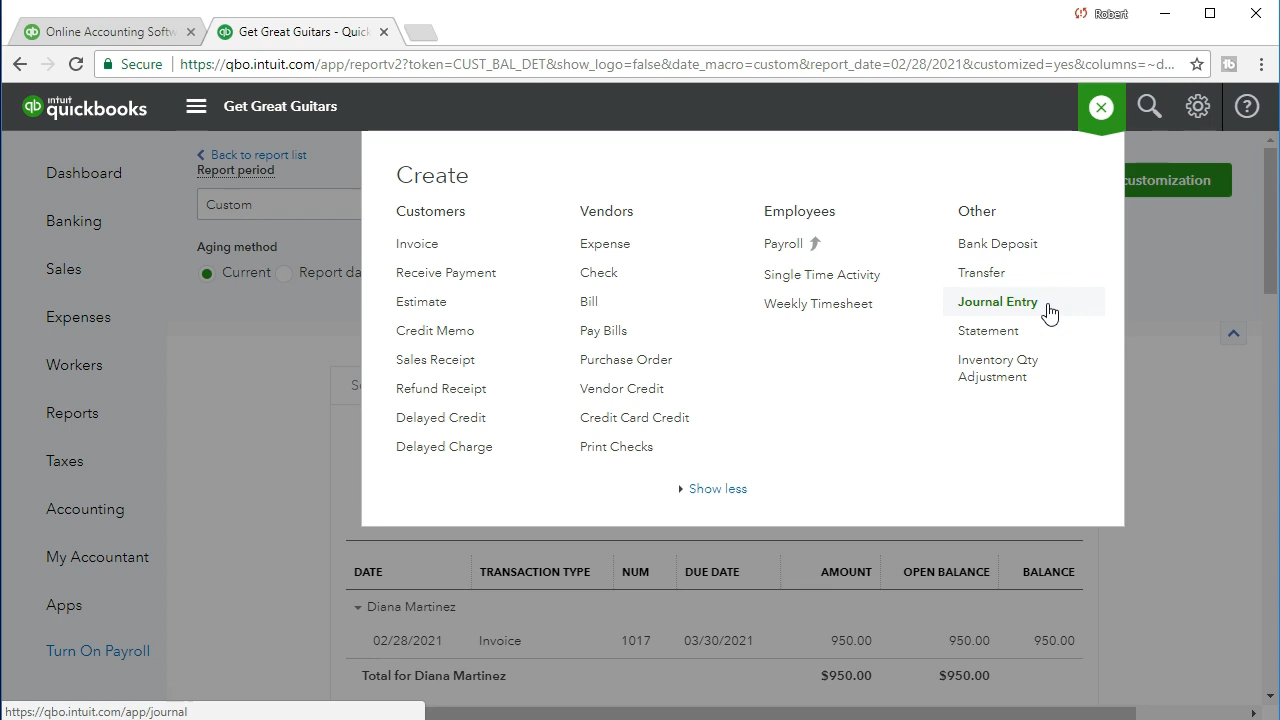 Robert
Online Accounting Softw
Get Great Guitars - Quick
Secure
https://qbo.intuit.com/app/reportv2?token=CUST_BAL_DET&show_logo=false&date_macro=custom&report_date=02/28/2021&customized=yes&columns=~d...
intuit quickbooks
Get Great Guitars
Dashboard
Banking
Sales
Expenses
Workers
Reports
Taxes
Accounting
My Accountant
Apps
Turn On Payroll
Back to report list
Report period
Custom
Aging method
Current
Report da
customization
Create
Customers
Invoice
Receive Payment
Estimate
Credit Memo
Sales Receipt
Refund Receipt
Delayed Credit
Delayed Charge
Vendors
Expense
Check
Bill
Pay Bills
Purchase Order
Vendor Credit
Credit Card Credit
Print Checks
Employees
Payroll
Single Time Activity
Weekly Timesheet
Other
Bank Deposit
Transfer
Journal Entry
Statement
Inventory Qty
Adjustment
Show less
DATE TRANSACTION TYPE NUM DUE DATE AMOUNT OPEN BALANCE BALANCE
Diana Martinez
02/28/2021 Invoice 1017 03/30/2021 950.00 950.00 950.00
Total for Diana Martinez $950.00 $950.00
https://qbo.intuit.com/app/journal